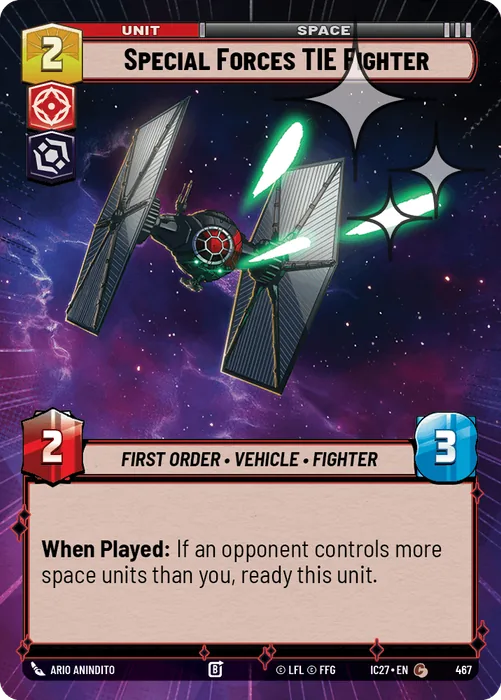 UNIT
SPACE
2
SPECIAL FORCES TIE FIGHTER
2
FIRST ORDER • VEHICLE • FIGHTER
3
When Played: If an opponent controls more
space units than you, ready this unit.
ARIO ANINDITO
B
© LFL © FFG
IC27 • EN
C
467